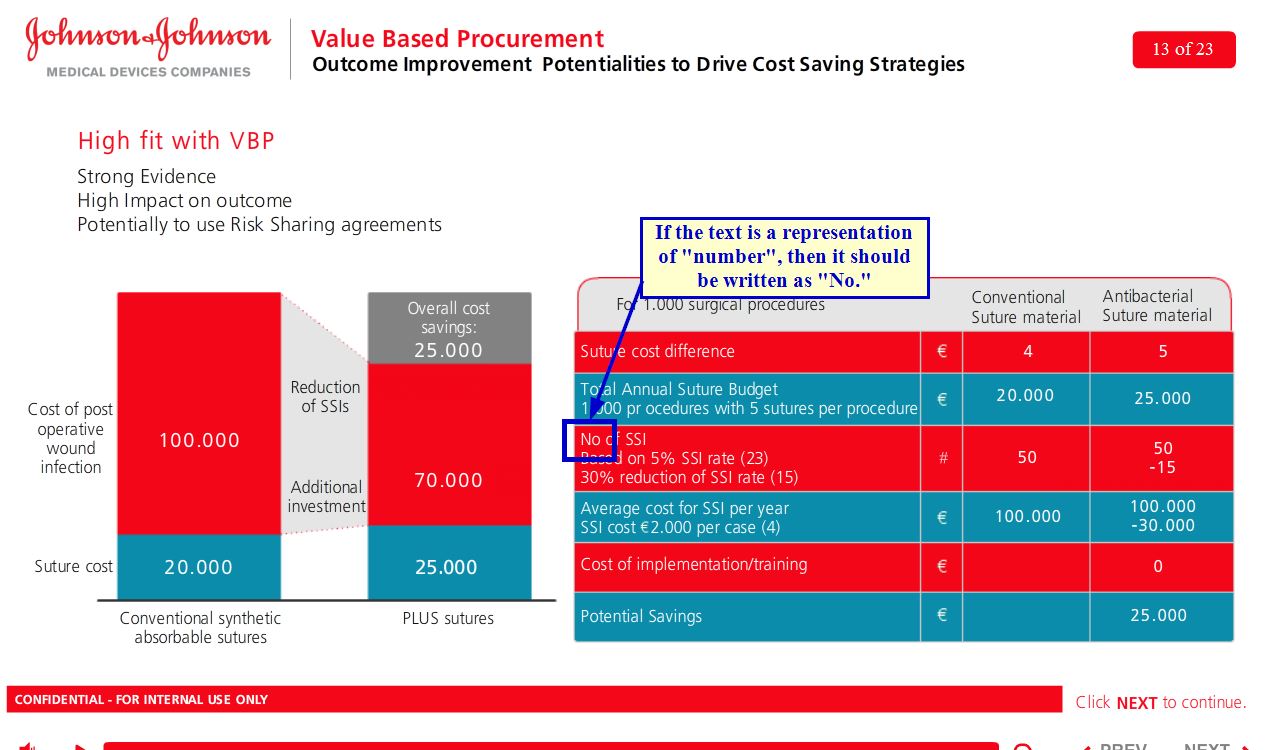 Johnson & Johnson
MEDICAL DEVICES COMPANIES
Value Based Procurement
Outcome Improvement Potentialities to Drive Cost Saving Strategies
13 of 23
High fit with VBP
Strong Evidence
High Impact on outcome
Potentially to use Risk Sharing agreements
If the text is a representation
of "number", then it should
be written as "No."
Cost of post
operative
wound
infection
100.000
Reduction
of SSIs
Additional
investment
Overall cost
savings:
25.000
70.000
Suture cost
20.000
25.000
Conventional synthetic
absorbable sutures
PLUS sutures
For 1.000 surgical procedures
Conventional
Suture material
Antibacterial
Suture material
Suture cost difference € 4 5
Total Annual Suture Budget
1.000 pr ocedures with 5 sutures per procedure
€ 20.000 25.000
No of SSI
Based on 5% SSI rate (23)
30% reduction of SSI rate (15)
# 50
50
-15
Average cost for SSI per year
SSI cost €2.000 per case (4)
€ 100.000
100.000
-30.000
Cost of implementation/training € 0
Potential Savings € 25.000
CONFIDENTIAL - FOR INTERNAL USE ONLY
Click NEXT to continue.
PREV NEXT